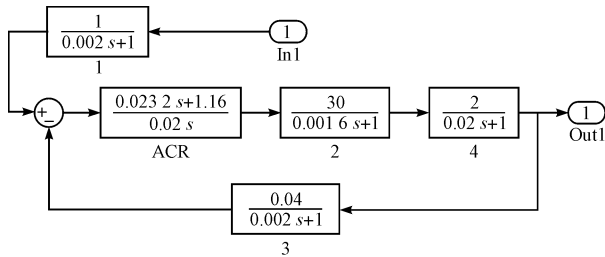 1
0.002 s+1
1
1
In1
+
−
0.023 2 s+1.16
0.02 s
ACR
30
0.001 6 s+1
2
2
0.02 s+1
4
1
Out1
0.04
0.002 s+1
3